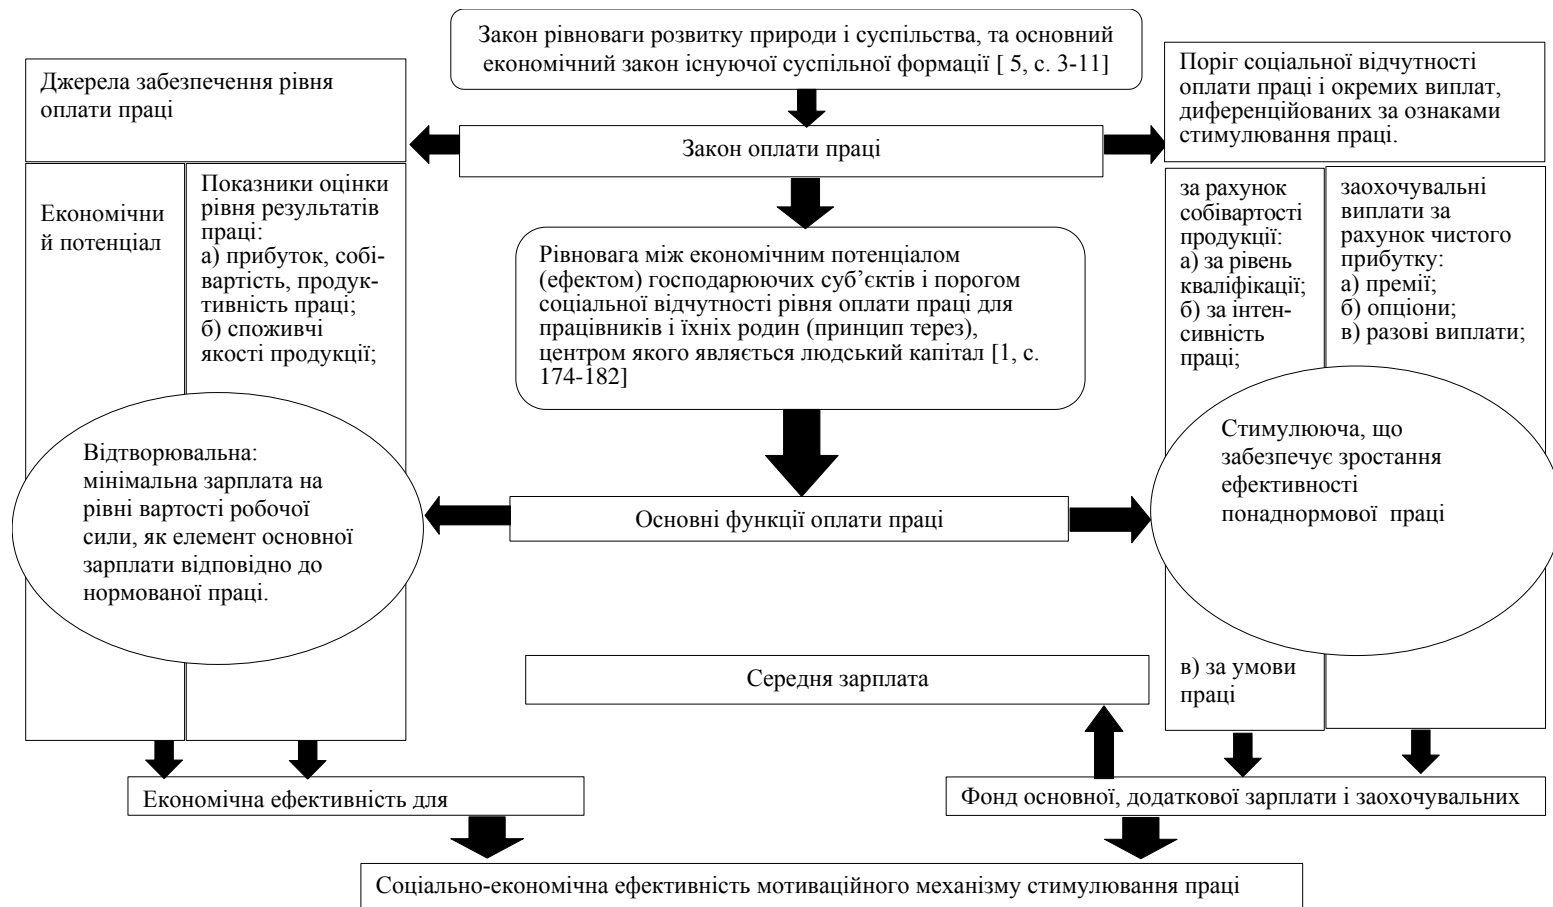 Закон рівноваги розвитку природи і суспільства, та основний
економічний закон існуючої суспільної формації [ 5, с. 3-11]
Джерела забезпечення рівня
оплати праці
Поріг соціальної відчутності
оплати праці і окремих виплат,
диференційованих за ознаками
стимулювання праці.
Закон оплати праці
Економічни
й потенціал
Показники оцінки
рівня результатів
праці:
а) прибуток, собі-
вартість, продук-
тивність праці;
б) споживчі
якості продукції;
Рівновага між економічним потенціалом
(ефектом) господарюючих суб’єктів і порогом
соціальної відчутності рівня оплати праці для
працівників і їхніх родин (принцип терез),
центром якого являється людський капітал [1, с.
174-182]
за рахунок
собівартості
продукції:
а) за рівень
кваліфікації;
б) за інтен-
сивність
праці;
заохочувальні
виплати за
рахунок чистого
прибутку:
а) премії;
б) опціони;
в) разові виплати;
Відтворювальна:
мінімальна зарплата на
рівні вартості робочої
сили, як елемент основної
зарплати відповідно до
нормованої праці.
Основні функції оплати праці
Стимулююча, що
забезпечує зростання
ефективності
понаднормової праці
Середня зарплата
в) за умови
праці
Економічна ефективність для
Фонд основної, додаткової зарплати і заохочувальних
Соціально-економічна ефективність мотиваційного механізму стимулювання праці